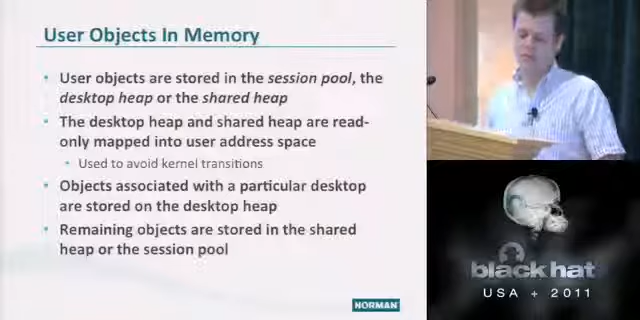 User Objects In Memory
• User objects are stored in the session pool, the
desktop heap or the shared heap
• The desktop heap and shared heap are read-
only mapped into user address space
• Used to avoid kernel transitions
• Objects associated with a particular desktop
are stored on the desktop heap
• Remaining objects are stored in the shared
heap or the session pool
NORMAN
black hat
USA + 2011